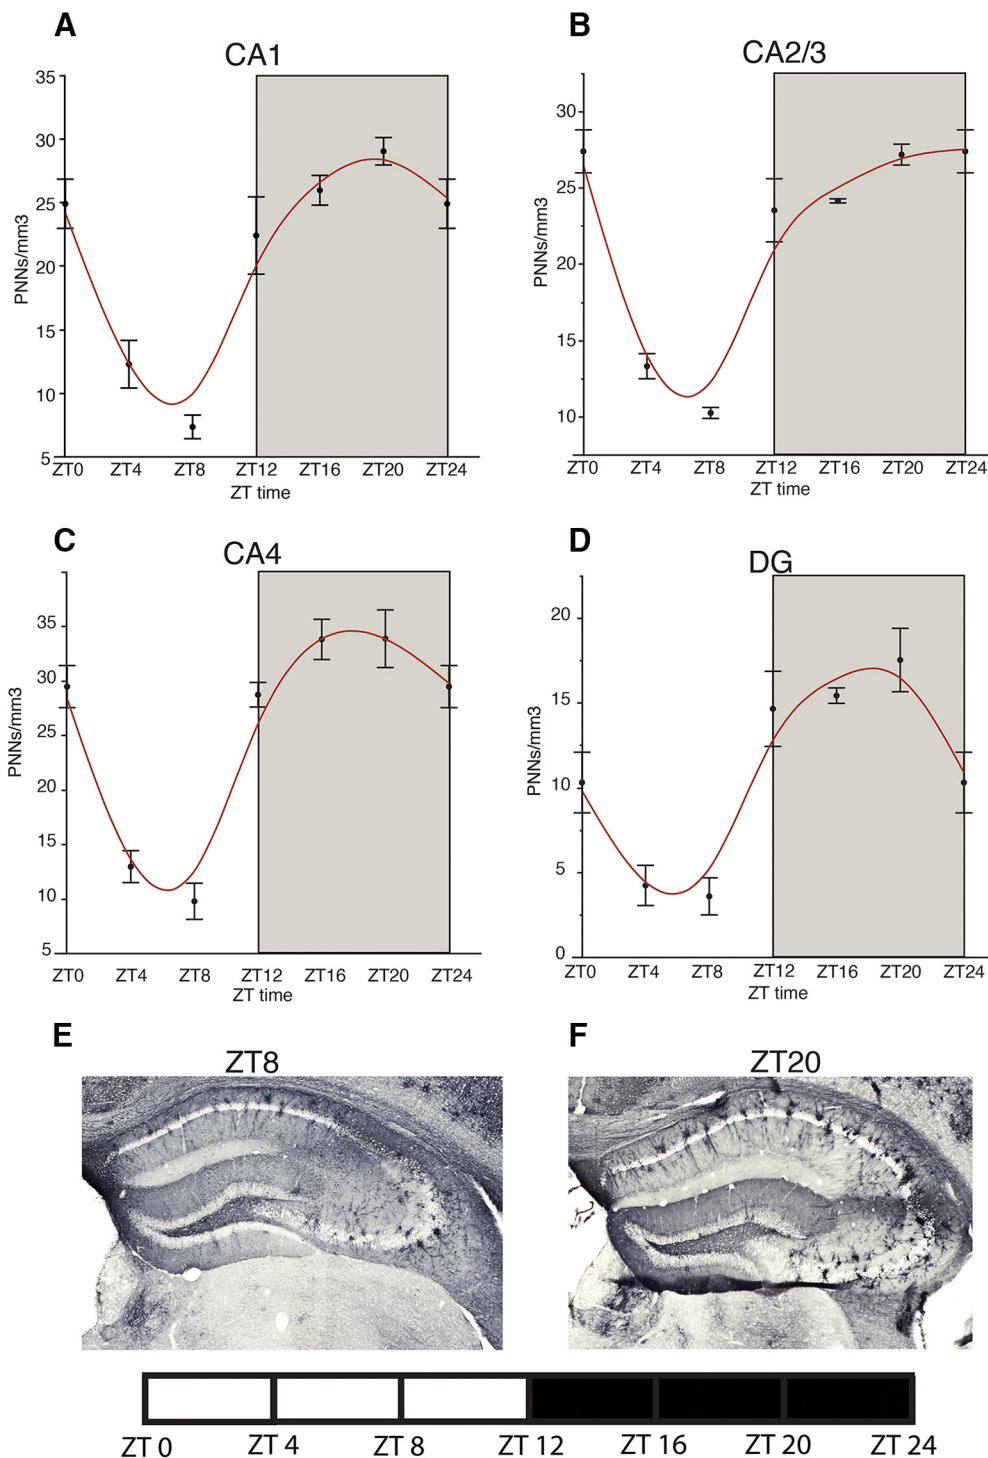 A
CA1
35
30
25
20
15
10
5
PNNs/mm3
ZT0 ZT4 ZT8 ZT12 ZT16 ZT20 ZT24
ZT time
B
CA2/3
30
25
20
15
10
PNNs/mm3
ZT0 ZT4 ZT8 ZT12 ZT16 ZT20 ZT24
ZT time
C
CA4
35
30
25
20
15
10
5
PNNs/mm3
ZT0 ZT4 ZT8 ZT12 ZT16 ZT20 ZT24
ZT time
D
DG
20
15
10
5
0
PNNs/mm3
ZT0 ZT4 ZT8 ZT12 ZT16 ZT20 ZT24
ZT time
E
ZT8
F
ZT20
ZT 0 ZT 4 ZT 8 ZT 12 ZT 16 ZT 20 ZT 24